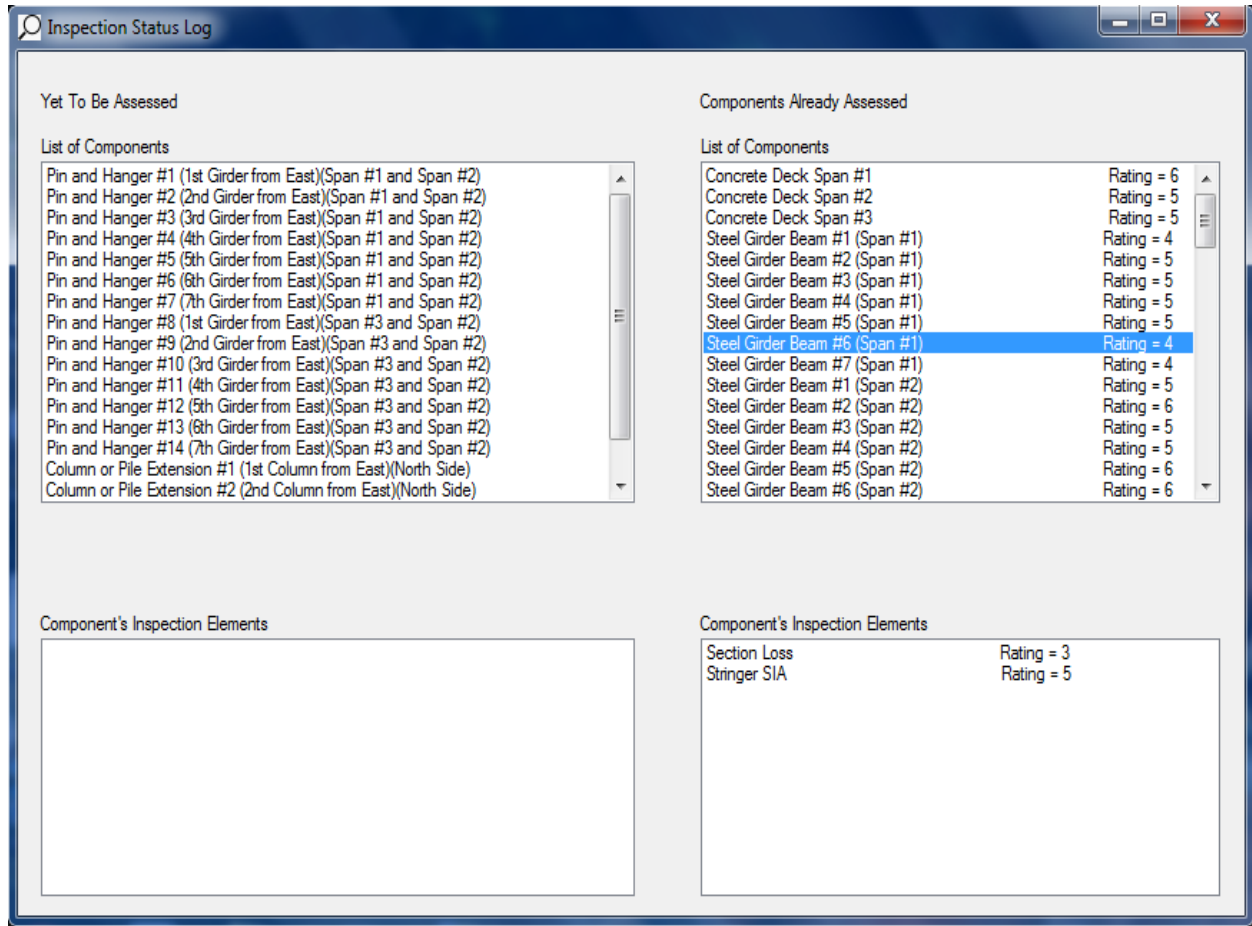 Inspection Status Log
Yet To Be Assessed
List of Components
Pin and Hanger #1 (1st Girder from East)(Span #1 and Span #2)
Pin and Hanger #2 (2nd Girder from East)(Span #1 and Span #2)
Pin and Hanger #3 (3rd Girder from East)(Span #1 and Span #2)
Pin and Hanger #4 (4th Girder from East)(Span #1 and Span #2)
Pin and Hanger #5 (5th Girder from East)(Span #1 and Span #2)
Pin and Hanger #6 (6th Girder from East)(Span #1 and Span #2)
Pin and Hanger #7 (7th Girder from East)(Span #1 and Span #2)
Pin and Hanger #8 (1st Girder from East)(Span #3 and Span #2)
Pin and Hanger #9 (2nd Girder from East)(Span #3 and Span #2)
Pin and Hanger #10 (3rd Girder from East)(Span #3 and Span #2)
Pin and Hanger #11 (4th Girder from East)(Span #3 and Span #2)
Pin and Hanger #12 (5th Girder from East)(Span #3 and Span #2)
Pin and Hanger #13 (6th Girder from East)(Span #3 and Span #2)
Pin and Hanger #14 (7th Girder from East)(Span #3 and Span #2)
Column or Pile Extension #1 (1st Column from East)(North Side)
Column or Pile Extension #2 (2nd Column from East)(North Side)
Components Already Assessed
List of Components
Concrete Deck Span #1 Rating = 6
Concrete Deck Span #2 Rating = 5
Concrete Deck Span #3 Rating = 5
Steel Girder Beam #1 (Span #1) Rating = 4
Steel Girder Beam #2 (Span #1) Rating = 5
Steel Girder Beam #3 (Span #1) Rating = 5
Steel Girder Beam #4 (Span #1) Rating = 5
Steel Girder Beam #5 (Span #1) Rating = 5
Steel Girder Beam #6 (Span #1) Rating = 4
Steel Girder Beam #7 (Span #1) Rating = 4
Steel Girder Beam #1 (Span #2) Rating = 5
Steel Girder Beam #2 (Span #2) Rating = 6
Steel Girder Beam #3 (Span #2) Rating = 5
Steel Girder Beam #4 (Span #2) Rating = 5
Steel Girder Beam #5 (Span #2) Rating = 6
Steel Girder Beam #6 (Span #2) Rating = 6
Component's Inspection Elements
Component's Inspection Elements
Section Loss Rating = 3
Stringer SIA Rating = 5